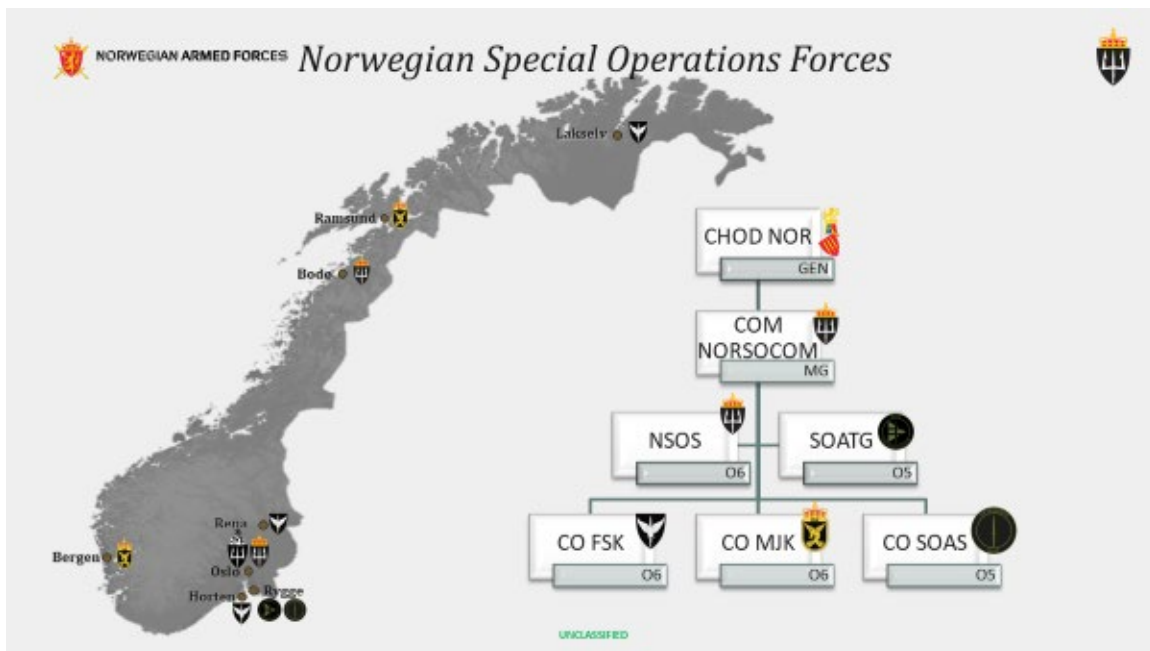 NORWEGIAN ARMED FORCES
Norwegian Special Operations Forces
Lakselv
Ramsund
Bodø
Rena
Bergen
Oslo
Horten
Rygge
CHOD NOR
GEN
COM
NORSOCOM
MG
NSOS
O6
SOATG
O5
CO FSK
O6
CO MJK
O6
CO SOAS
O5
UNCLASSIFIED